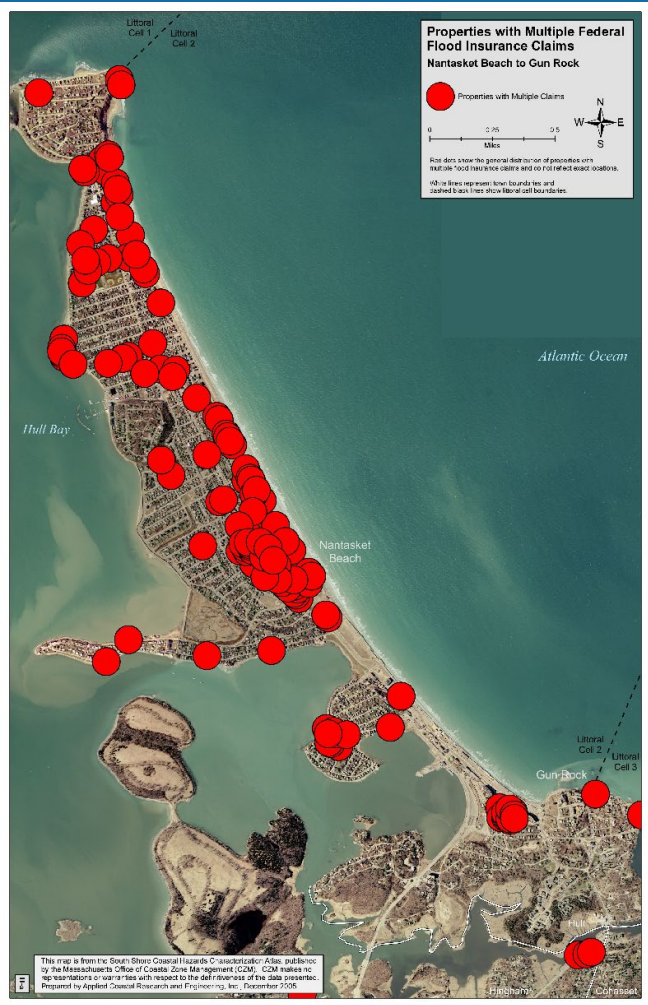 Littoral
Cell 1
Littoral
Cell 2
Properties with Multiple Federal
Flood Insurance Claims
Nantasket Beach to Gun Rock
Properties with Multiple Claims
N
W
E
S
0
0.25
0.5
Miles
Red dots show the general distribution of properties with
multiple flood insurance claims and do not reflect exact locations.
White lines represent town boundaries and
dashed black lines show littoral cell boundaries.
Atlantic Ocean
Hull Bay
Nantasket
Beach
Littoral
Cell 2
Littoral
Cell 3
Gun Rock
Hull
This map is from the South Shore Coastal Hazards Characterization Atlas, published
by the Massachusetts Office of Coastal Zone Management (CZM). CZM makes no
representations or warranties with respect to the definitiveness of the data presented.
Prepared by Applied Coastal Research and Engineering, Inc., December 2005
Hingham
Cohasset